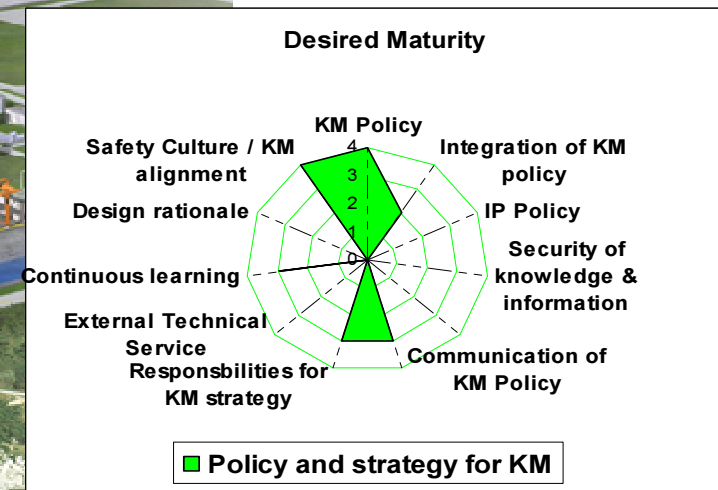 Desired Maturity
KM Policy
Integration of KM
policy
IP Policy
Security of
knowledge &
information
Communication of
KM Policy
Responsbilities for
KM strategy
External Technical
Service
Continuous learning
Design rationale
Safety Culture / KM
alignment
4
3
2
1
0
Policy and strategy for KM